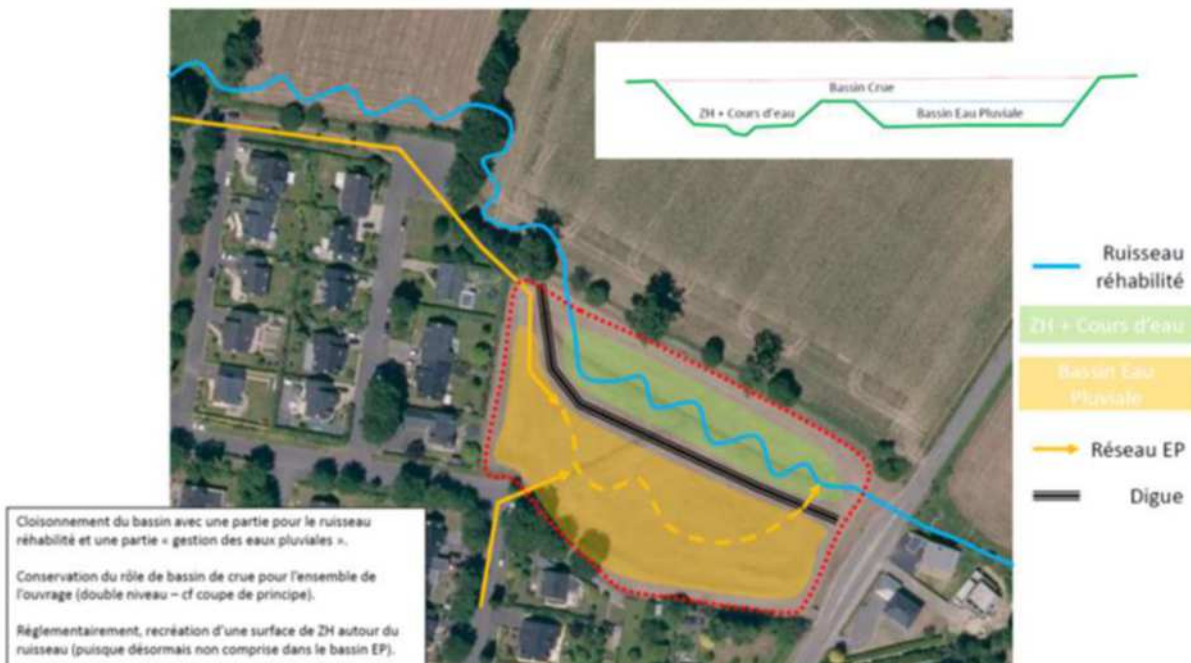 Bassin Crue
ZH + Cours d'eau
Bassin Eau Pluviale
Ruisseau
réhabilité
ZH + Cours d'eau
Bassin Eau
Pluviale
Réseau EP
Digue
Cloisonnement du bassin avec une partie pour le ruisseau
réhabilité et une partie « gestion des eaux pluviales ».
Conservation du rôle de bassin de crue pour l'ensemble de
l'ouvrage (double niveau – cf coupe de principe).
Règlementairement, recréation d'une surface de ZH autour du
ruisseau (puisque désormais non comprise dans le bassin EP).